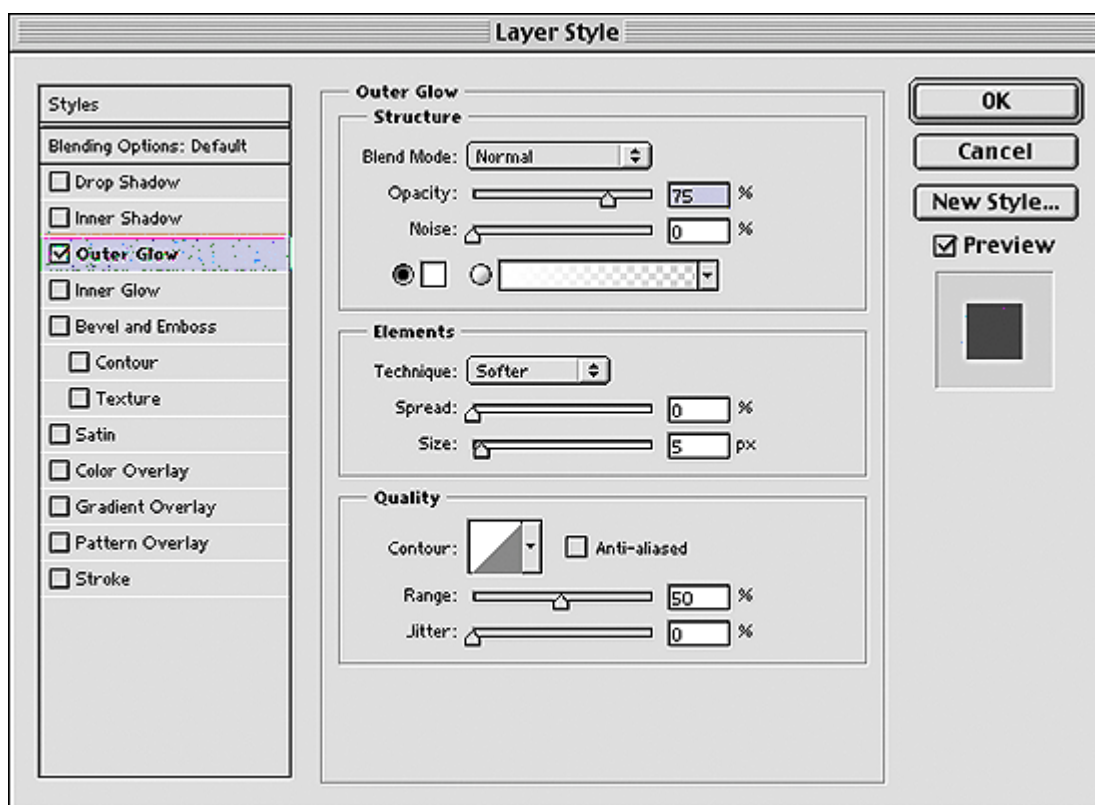 Layer Style
Styles
Blending Options: Default
Drop Shadow
Inner Shadow
Outer Glow
Inner Glow
Bevel and Emboss
Contour
Texture
Satin
Color Overlay
Gradient Overlay
Pattern Overlay
Stroke
Outer Glow
Structure
Blend Mode: Normal
Opacity: 75 %
Noise: 0 %
Elements
Technique: Softer
Spread: 0 %
Size: 5 px
Quality
Contour: Anti-aliased
Range: 50 %
Jitter: 0 %
OK
Cancel
New Style...
Preview